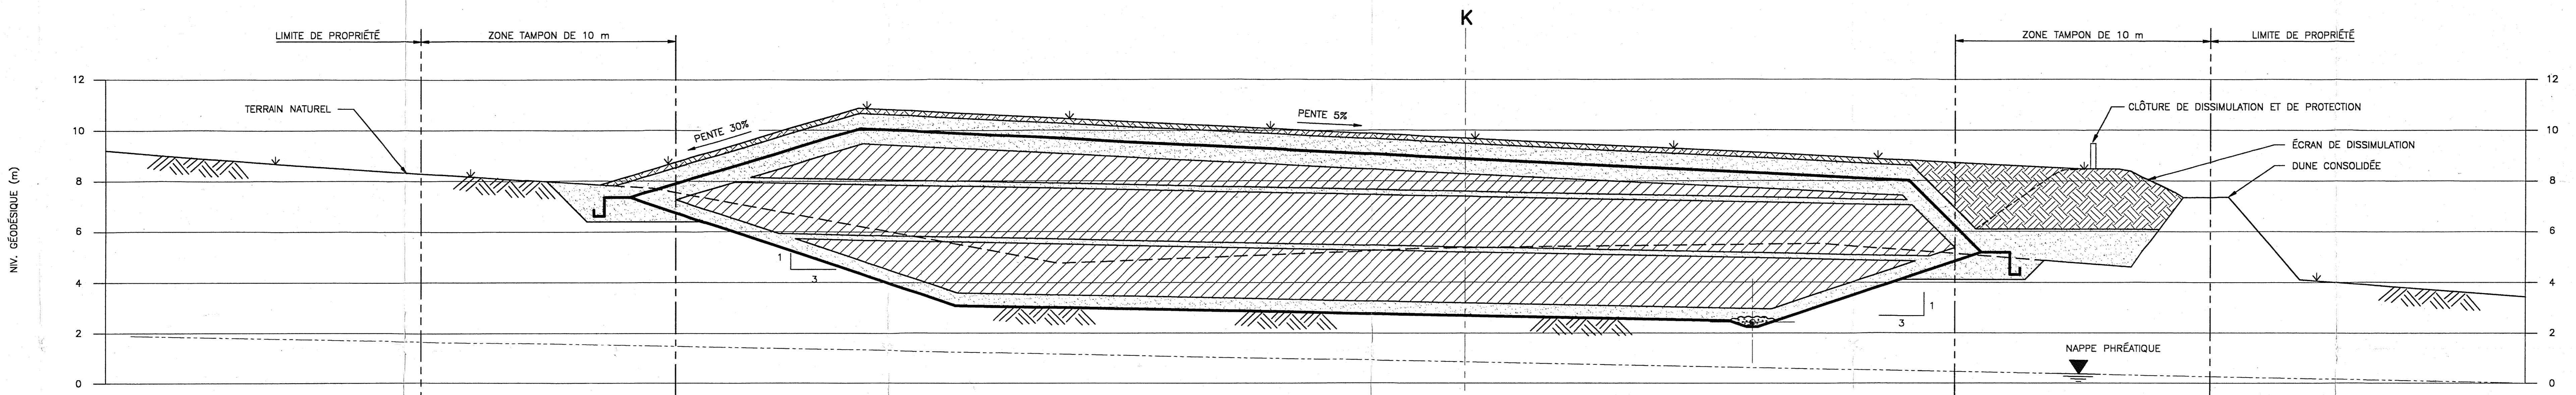 K
LIMITE DE PROPRIÉTÉ
ZONE TAMPON DE 10 m
ZONE TAMPON DE 10 m
LIMITE DE PROPRIÉTÉ
12
12
TERRAIN NATUREL
PENTE 30%
PENTE 5%
CLÔTURE DE DISSIMULATION ET DE PROTECTION
10
10
ÉCRAN DE DISSIMULATION
DUNE CONSOLIDÉE
8
8
NIV. GÉODÉSIQUE (m)
6
6
1
3
4
4
1
3
2
2
NAPPE PHRÉATIQUE
0
0